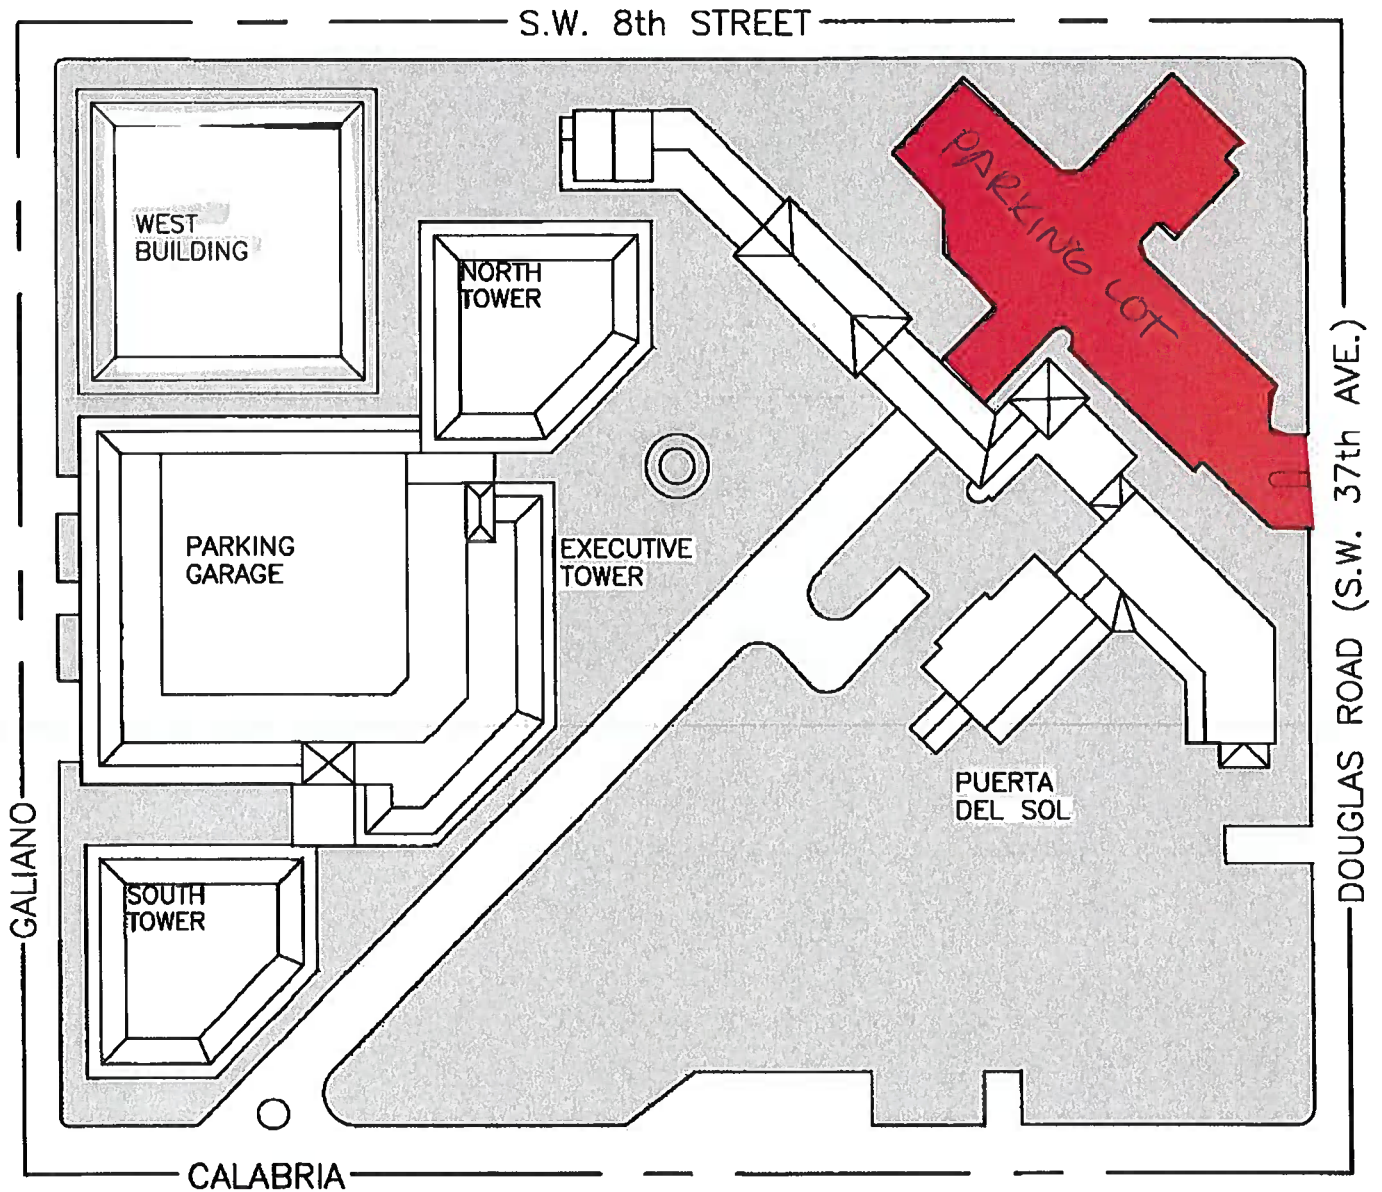 S.W. 8th STREET
PARKING LOT
WEST
BUILDING
NORTH
TOWER
DOUGLAS ROAD (S.W. 37th AVE.)
PARKING
GARAGE
EXECUTIVE
TOWER
PUERTA
DEL SOL
GALIANO
SOUTH
TOWER
CALABRIA